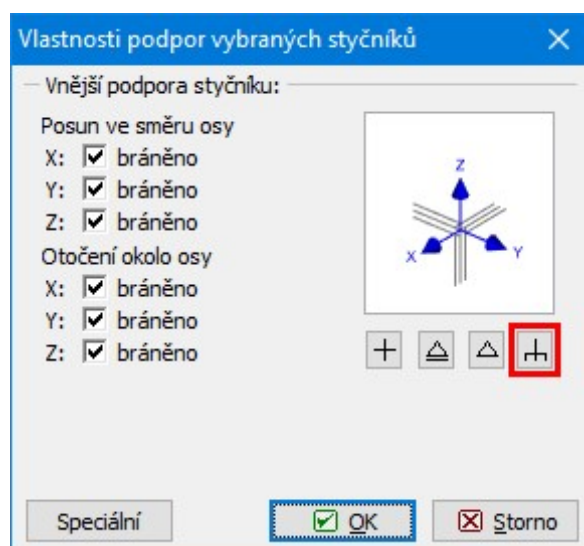 Vlastnosti podpor vybraných styčníků
Vnější podpora styčníku:
Posun ve směru osy
X: bráněno
Y: bráněno
Z: bráněno
Otočení okolo osy
X: bráněno
Y: bráněno
Z: bráněno
Z
X
Y
Speciální
OK
Storno